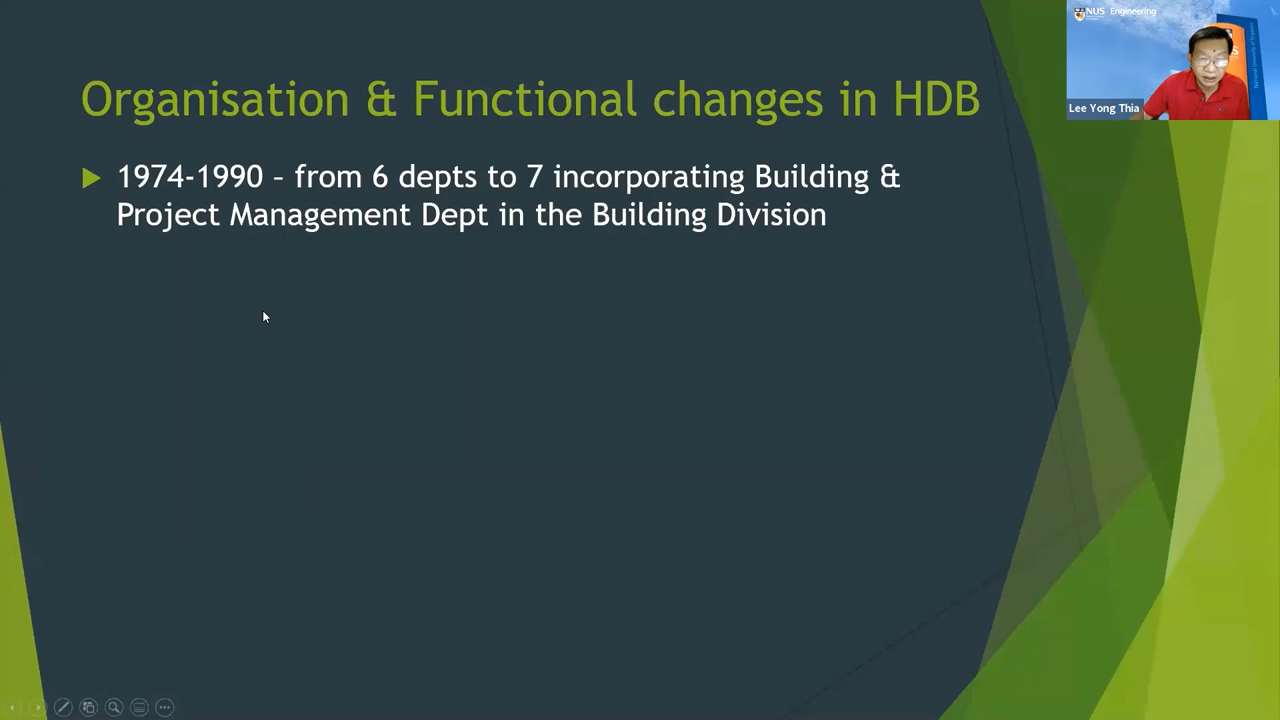 Organisation & Functional changes in HDB
1974-1990 – from 6 depts to 7 incorporating Building &
Project Management Dept in the Building Division
NUS Engineering
Lee Yong Thia